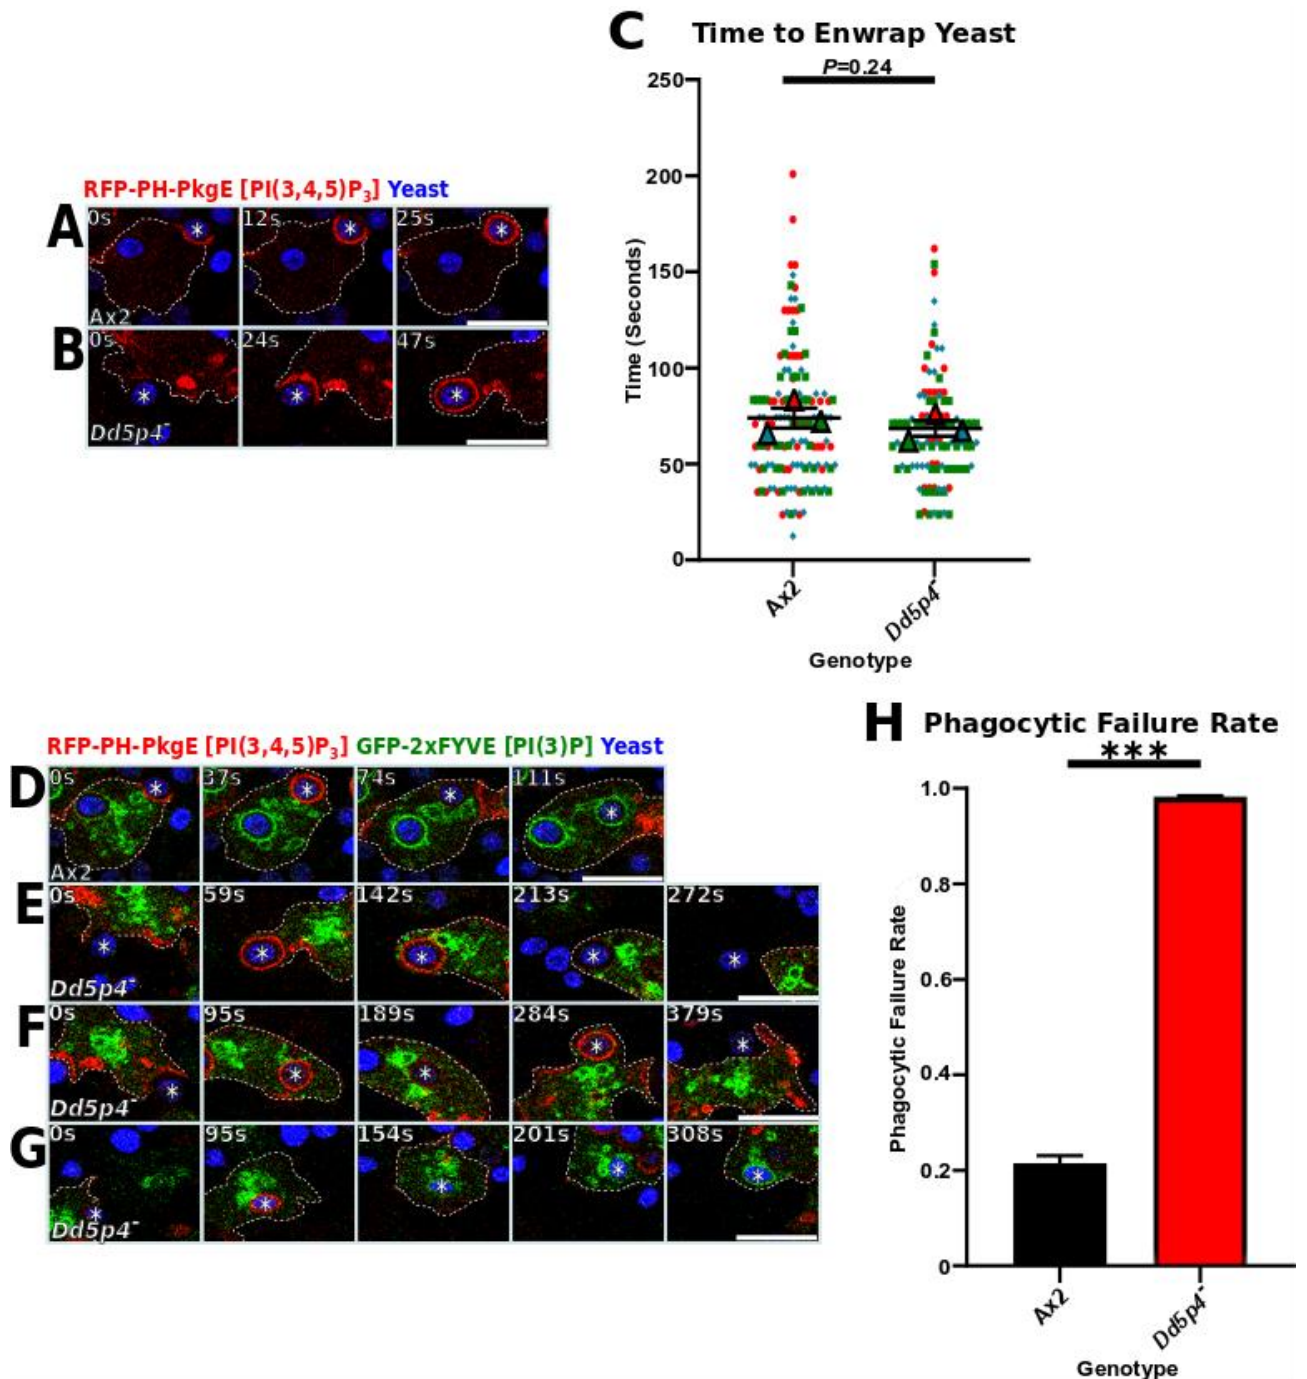 C Time to Enwrap Yeast
P=0.24
250
200
150
100
50
0
Time (Seconds)
Ax2
Dd5p4-
Genotype
RFP-PH-PkgE [PI(3,4,5)P3] Yeast
A 0s 12s 25s
Ax2
B 0s 24s 47s
Dd5p4-
RFP-PH-PkgE [PI(3,4,5)P3] GFP-2xFYVE [PI(3)P] Yeast
D 0s 37s 74s 111s
Ax2
E 0s 59s 142s 213s 272s
Dd5p4-
F 0s 95s 189s 284s 379s
Dd5p4-
G 0s 95s 154s 201s 308s
Dd5p4-
H Phagocytic Failure Rate
***
1.0
0.8
0.6
0.4
0.2
0
Phagocytic Failure Rate
Ax2
Dd5p4-
Genotype